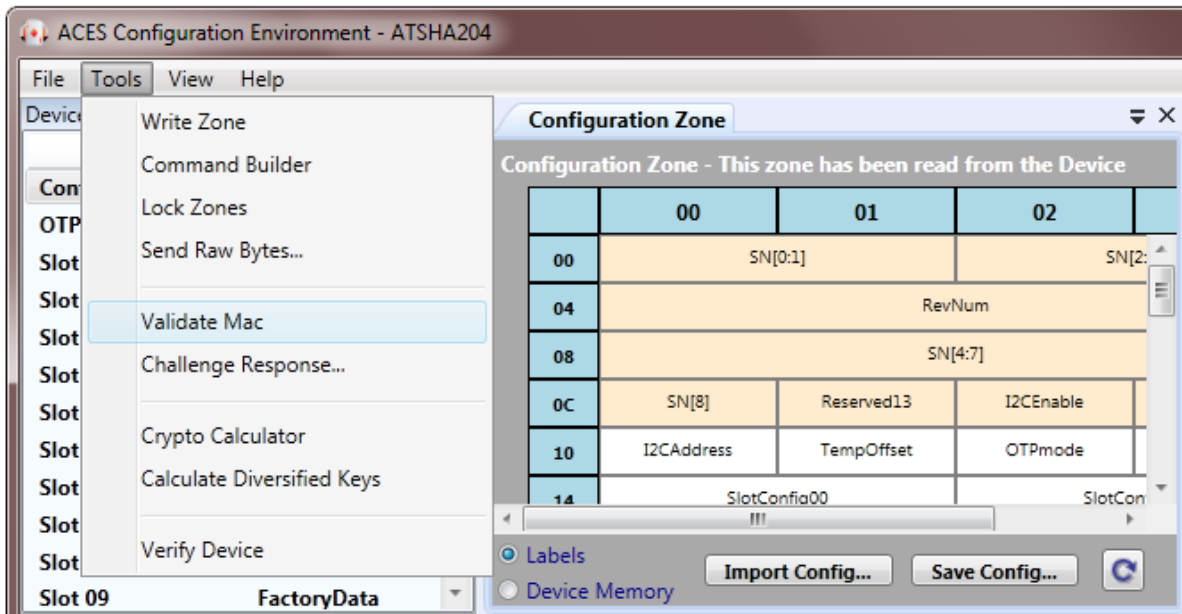 ACES Configuration Environment - ATSHA204
File Tools View Help
Device
Write Zone
Command Builder
Lock Zones
Send Raw Bytes...
Validate Mac
Challenge Response...
Crypto Calculator
Calculate Diversified Keys
Verify Device
Con
OTP
Slot
Slot
Slot
Slot
Slot
Slot
Slot
Slot
Slot
Slot 09 FactoryData
Configuration Zone
Configuration Zone - This zone has been read from the Device
00 01 02
00 SN[0:1] SN[2:
04 RevNum
08 SN[4:7]
0C SN[8] Reserved13 I2CEnable
10 I2CAddress TempOffset OTPmode
14 SlotConfig00 SlotCon
Labels
Device Memory
Import Config... Save Config...